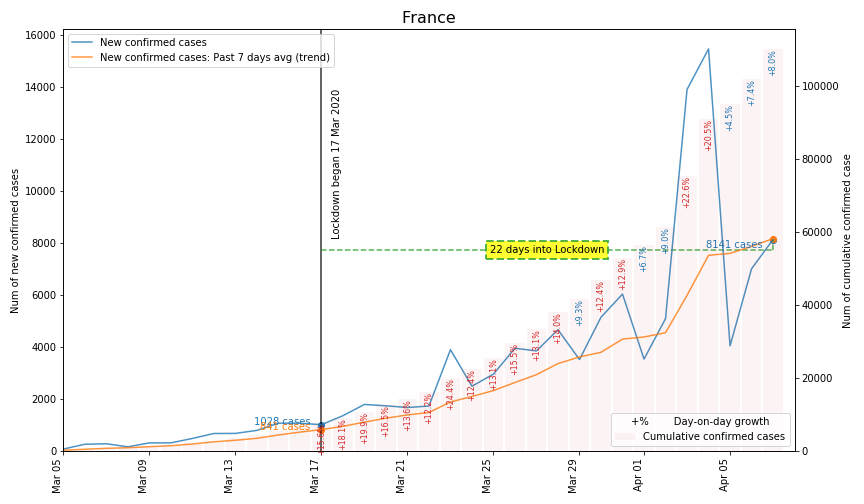 France
New confirmed cases
New confirmed cases: Past 7 days avg (trend)
16000
14000
12000
10000
8000
6000
4000
2000
0
Num of new confirmed cases
100000
80000
60000
40000
20000
0
Num of cumulative confirmed case
Lockdown began 17 Mar 2020
22 days into Lockdown
8141 cases
1028 cases
841 cases
+18.1%
+19.9%
+16.5%
+13.6%
+12.2%
+24.4%
+12.4%
+13.1%
+15.5%
+13.1%
+14.0%
+9.3%
+12.4%
+12.9%
+6.7%
+9.0%
+22.6%
+20.5%
+4.5%
+7.4%
+8.0%
+% Day-on-day growth
Cumulative confirmed cases
Mar 05
Mar 09
Mar 13
Mar 17
Mar 21
Mar 25
Mar 29
Apr 01
Apr 05